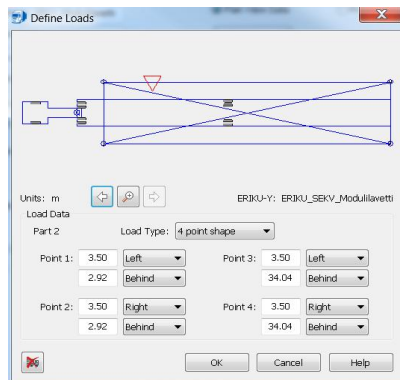 Define Loads
Units: m
ERIKU-Y: ERIKU_SEKV_Modulilavetti
Load Data
Part 2 Load Type: 4 point shape
Point 1: 3.50 Left Point 3: 3.50 Left
2.92 Behind 34.04 Behind
Point 2: 3.50 Right Point 4: 3.50 Right
2.92 Behind 34.04 Behind
OK Cancel Help